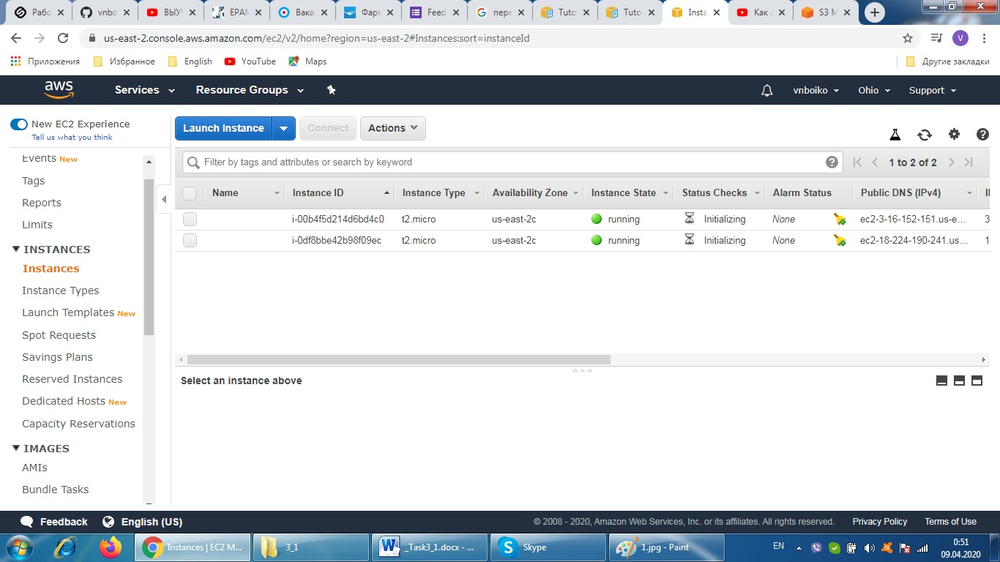 Рабо
vnbo
ВЫУЧ
EPAM
Вака
Фарм
Feed
пере
Tuto
Tuto
Insta
Как
S3 M
us-east-2.console.aws.amazon.com/ec2/v2/home?region=us-east-2#Instances:sort=instanceId
V
Приложения Избранное English YouTube Maps Другие закладки
aws Services Resource Groups vnboiko Ohio Support
New EC2 Experience
Tell us what you think
Events New
Tags
Reports
Limits
INSTANCES
Instances
Instance Types
Launch Templates New
Spot Requests
Savings Plans
Reserved Instances
Dedicated Hosts New
Capacity Reservations
IMAGES
AMIs
Bundle Tasks
Launch Instance Connect Actions
Filter by tags and attributes or search by keyword 1 to 2 of 2
Name Instance ID Instance Type Availability Zone Instance State Status Checks Alarm Status Public DNS (IPv4)
i-00b4f5d214d6bd4c0 t2.micro us-east-2c running Initializing None ec2-3-16-152-151.us-e... 3
i-0df8bbe42b98f09ec t2.micro us-east-2c running Initializing None ec2-18-224-190-241.us... 1
Select an instance above
Feedback English (US) © 2008 - 2020, Amazon Web Services, Inc. or its affiliates. All rights reserved. Privacy Policy Terms of Use
Instances | EC2 M... 3_1 _Task3_1.docx - ... Skype 1.jpg - Paint EN 0:51
09.04.2020